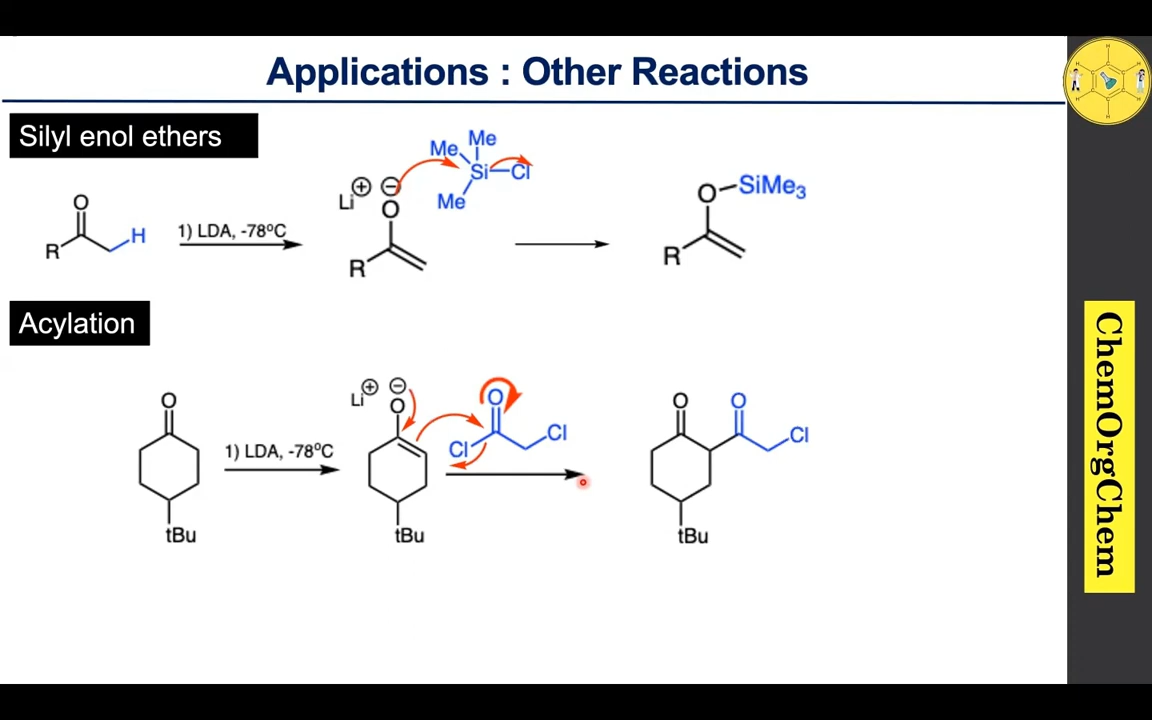 Applications : Other Reactions
Silyl enol ethers
O
R
H
1) LDA, -78ºC
Li ⊕ ⊖
O
R
Me
Me
Si
Cl
Me
O
SiMe3
R
Acylation
O
tBu
1) LDA, -78ºC
Li ⊕ ⊖
O
tBu
O
Cl
Cl
O
O
Cl
tBu
ChemOrgChem